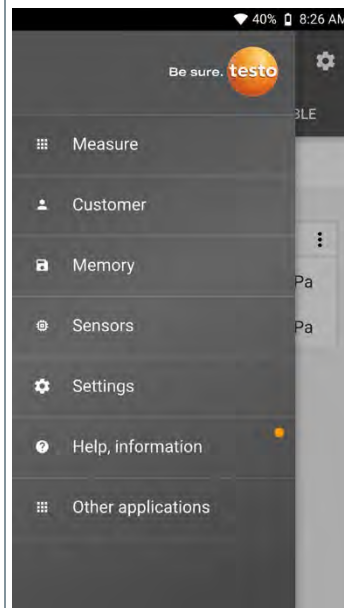 40% 8:26 AM
Be sure. testo
BLE
Measure
Customer
Memory
Pa
Sensors
Pa
Settings
Help, information
Other applications